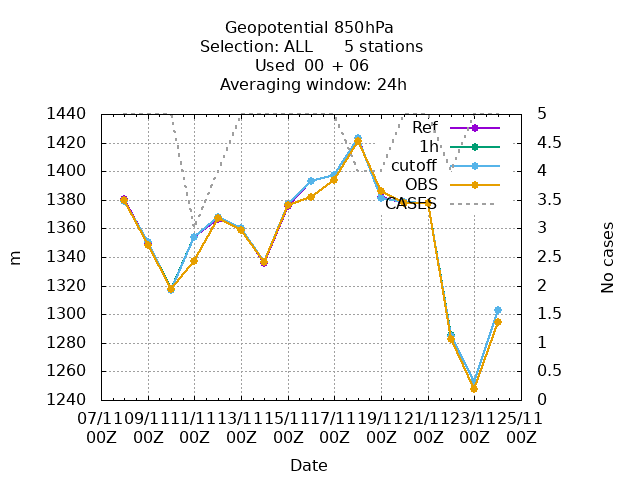 Geopotential 850hPa
Selection: ALL      5 stations
Used  00 + 06
Averaging window: 24h
1440
1420
1400
1380
1360
1340
1320
1300
1280
1260
1240
5
4.5
4
3.5
3
2.5
2
1.5
1
0.5
0
Ref
1h
cutoff
OBS
CASES
m
No cases
07/11 09/11 11/11 13/11 15/11 17/11 19/11 21/11 23/11 25/11
00Z 00Z 00Z 00Z 00Z 00Z 00Z 00Z 00Z 00Z
Date